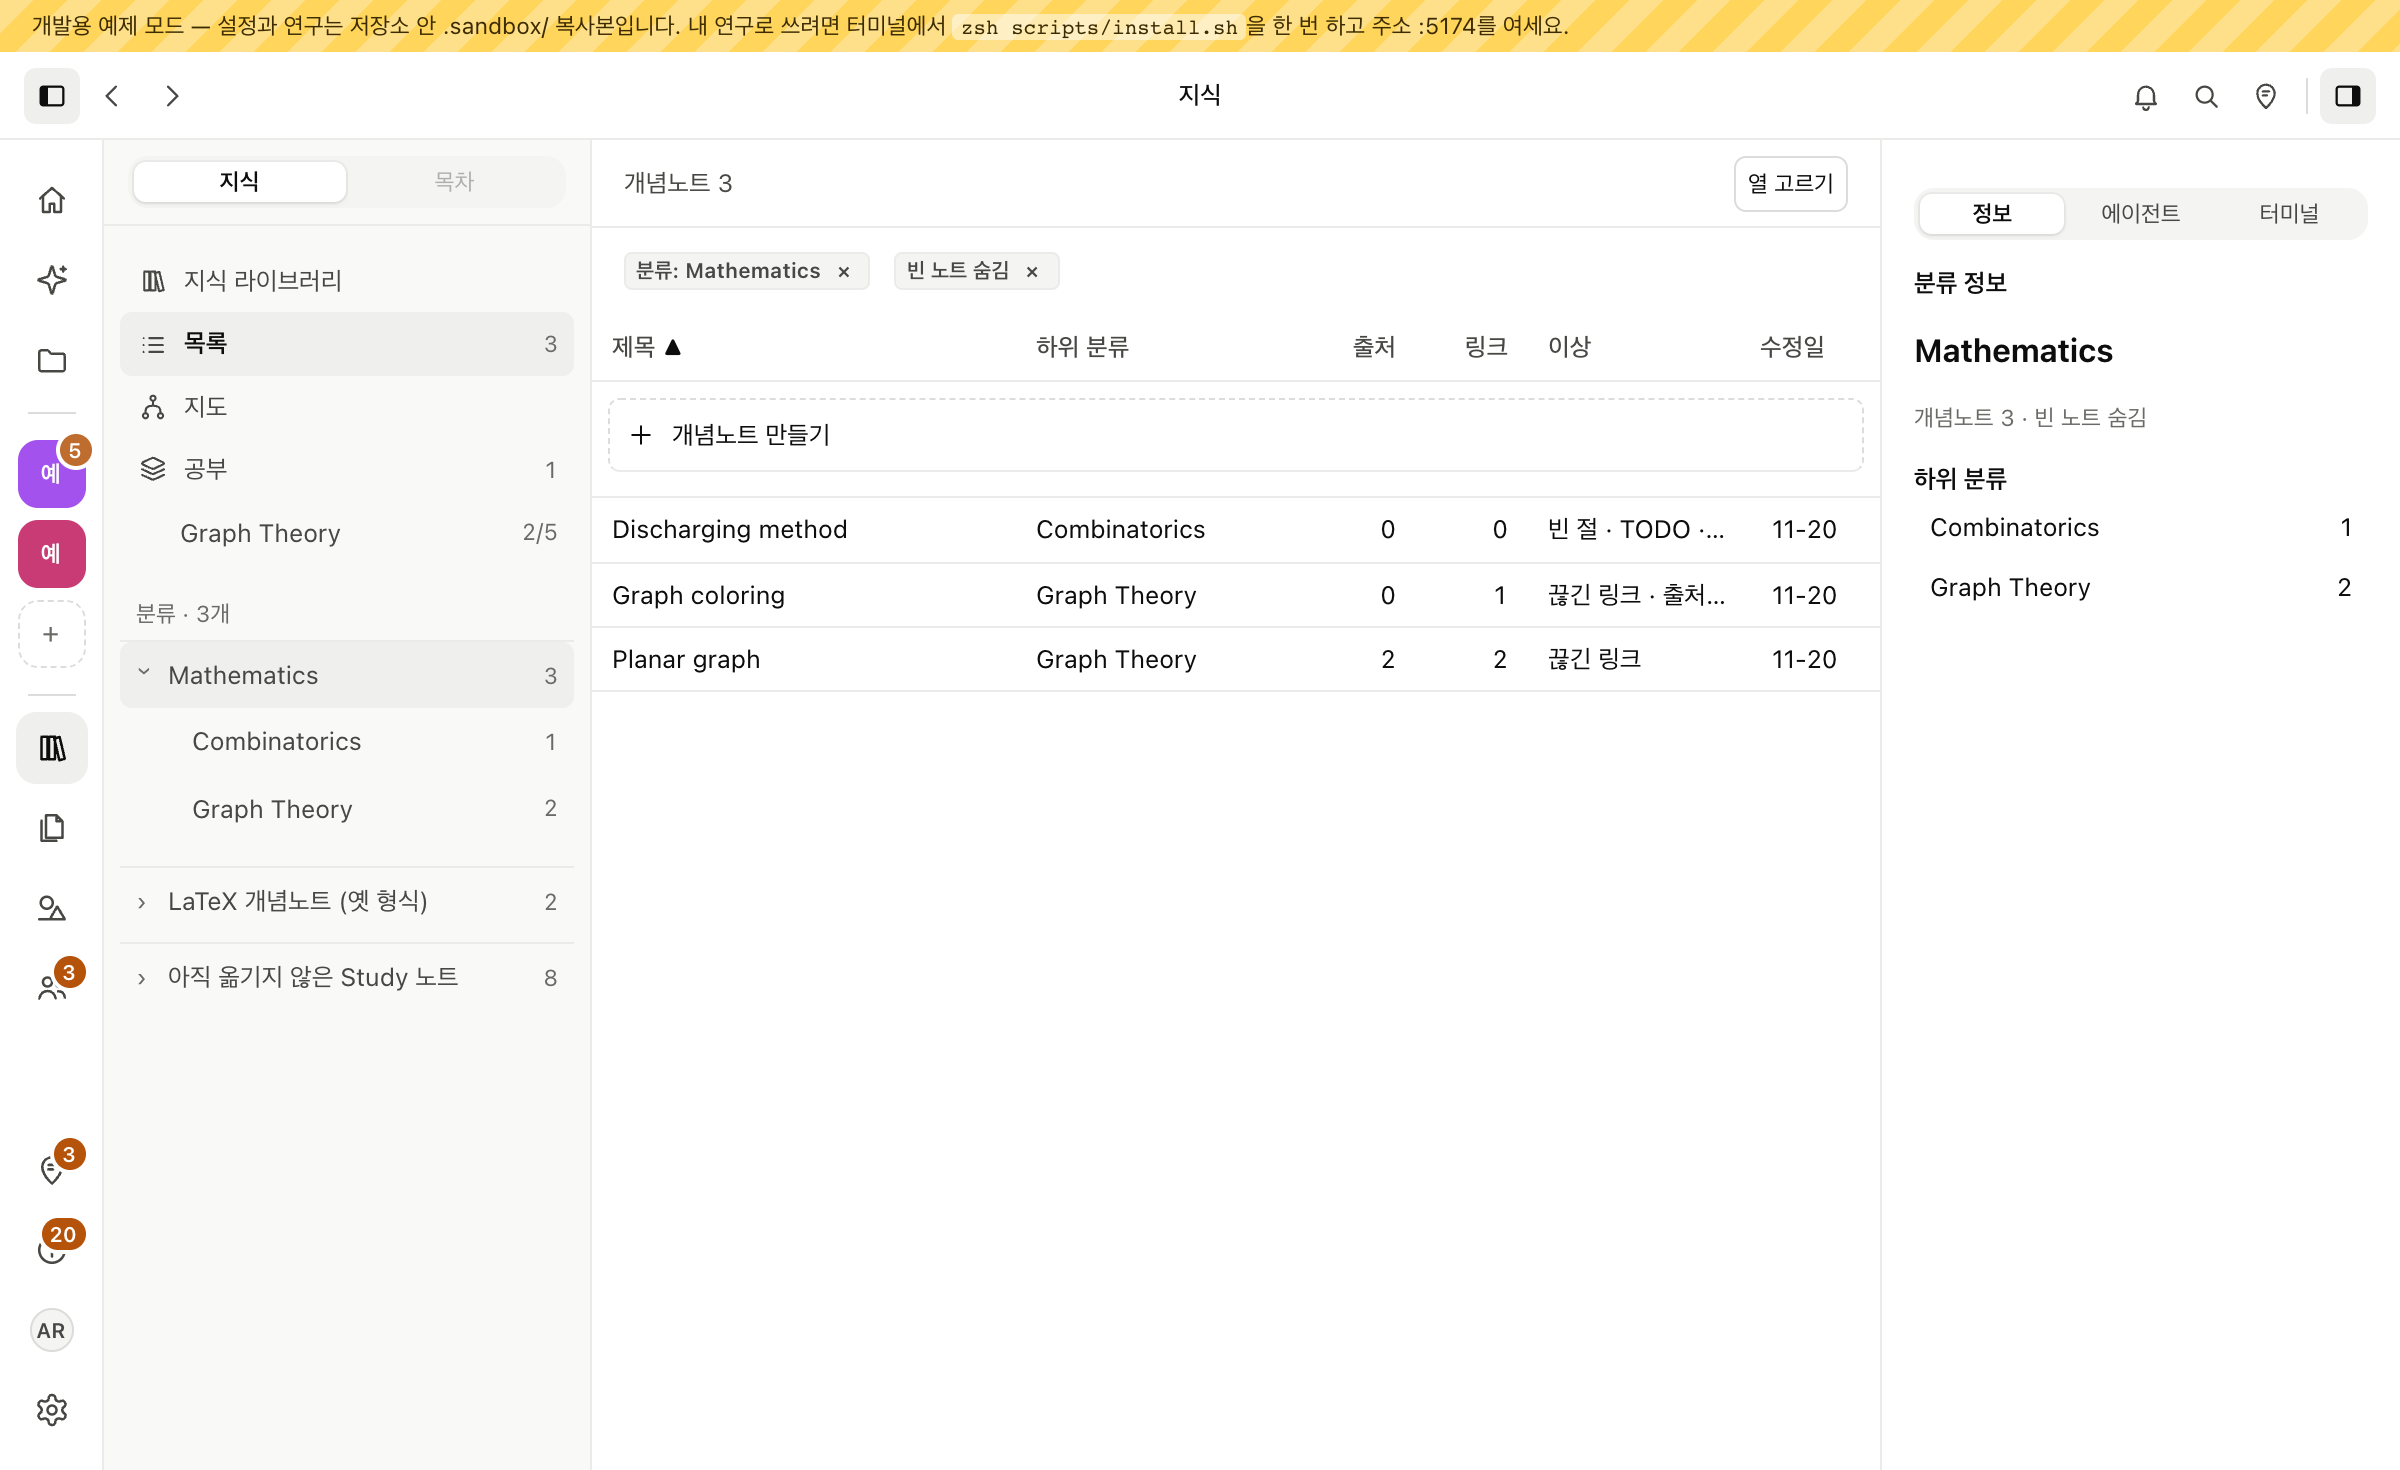 개발용 예제 모드 — 설정과 연구는 저장소 안 .sandbox/ 복사본입니다. 내 연구로 쓰려면 터미널에서 zsh scripts/install.sh을 한 번 하고 주소 :5174를 여세요.
지식
지식 목차
지식 라이브러리
목록 3
지도
공부 1
Graph Theory 2/5
분류 · 3개
Mathematics 3
Combinatorics 1
Graph Theory 2
LaTeX 개념노트 (옛 형식) 2
아직 옮기지 않은 Study 노트 8
5
예
예
+
3
3
20
AR
개념노트 3 열 고르기
분류: Mathematics × 빈 노트 숨김 ×
제목 ▲ 하위 분류 출처 링크 이상 수정일
+ 개념노트 만들기
Discharging method Combinatorics 0 0 빈 절 · TODO ·... 11-20
Graph coloring Graph Theory 0 1 끊긴 링크 · 출처... 11-20
Planar graph Graph Theory 2 2 끊긴 링크 11-20
정보 에이전트 터미널
분류 정보
Mathematics
개념노트 3 · 빈 노트 숨김
하위 분류
Combinatorics 1
Graph Theory 2